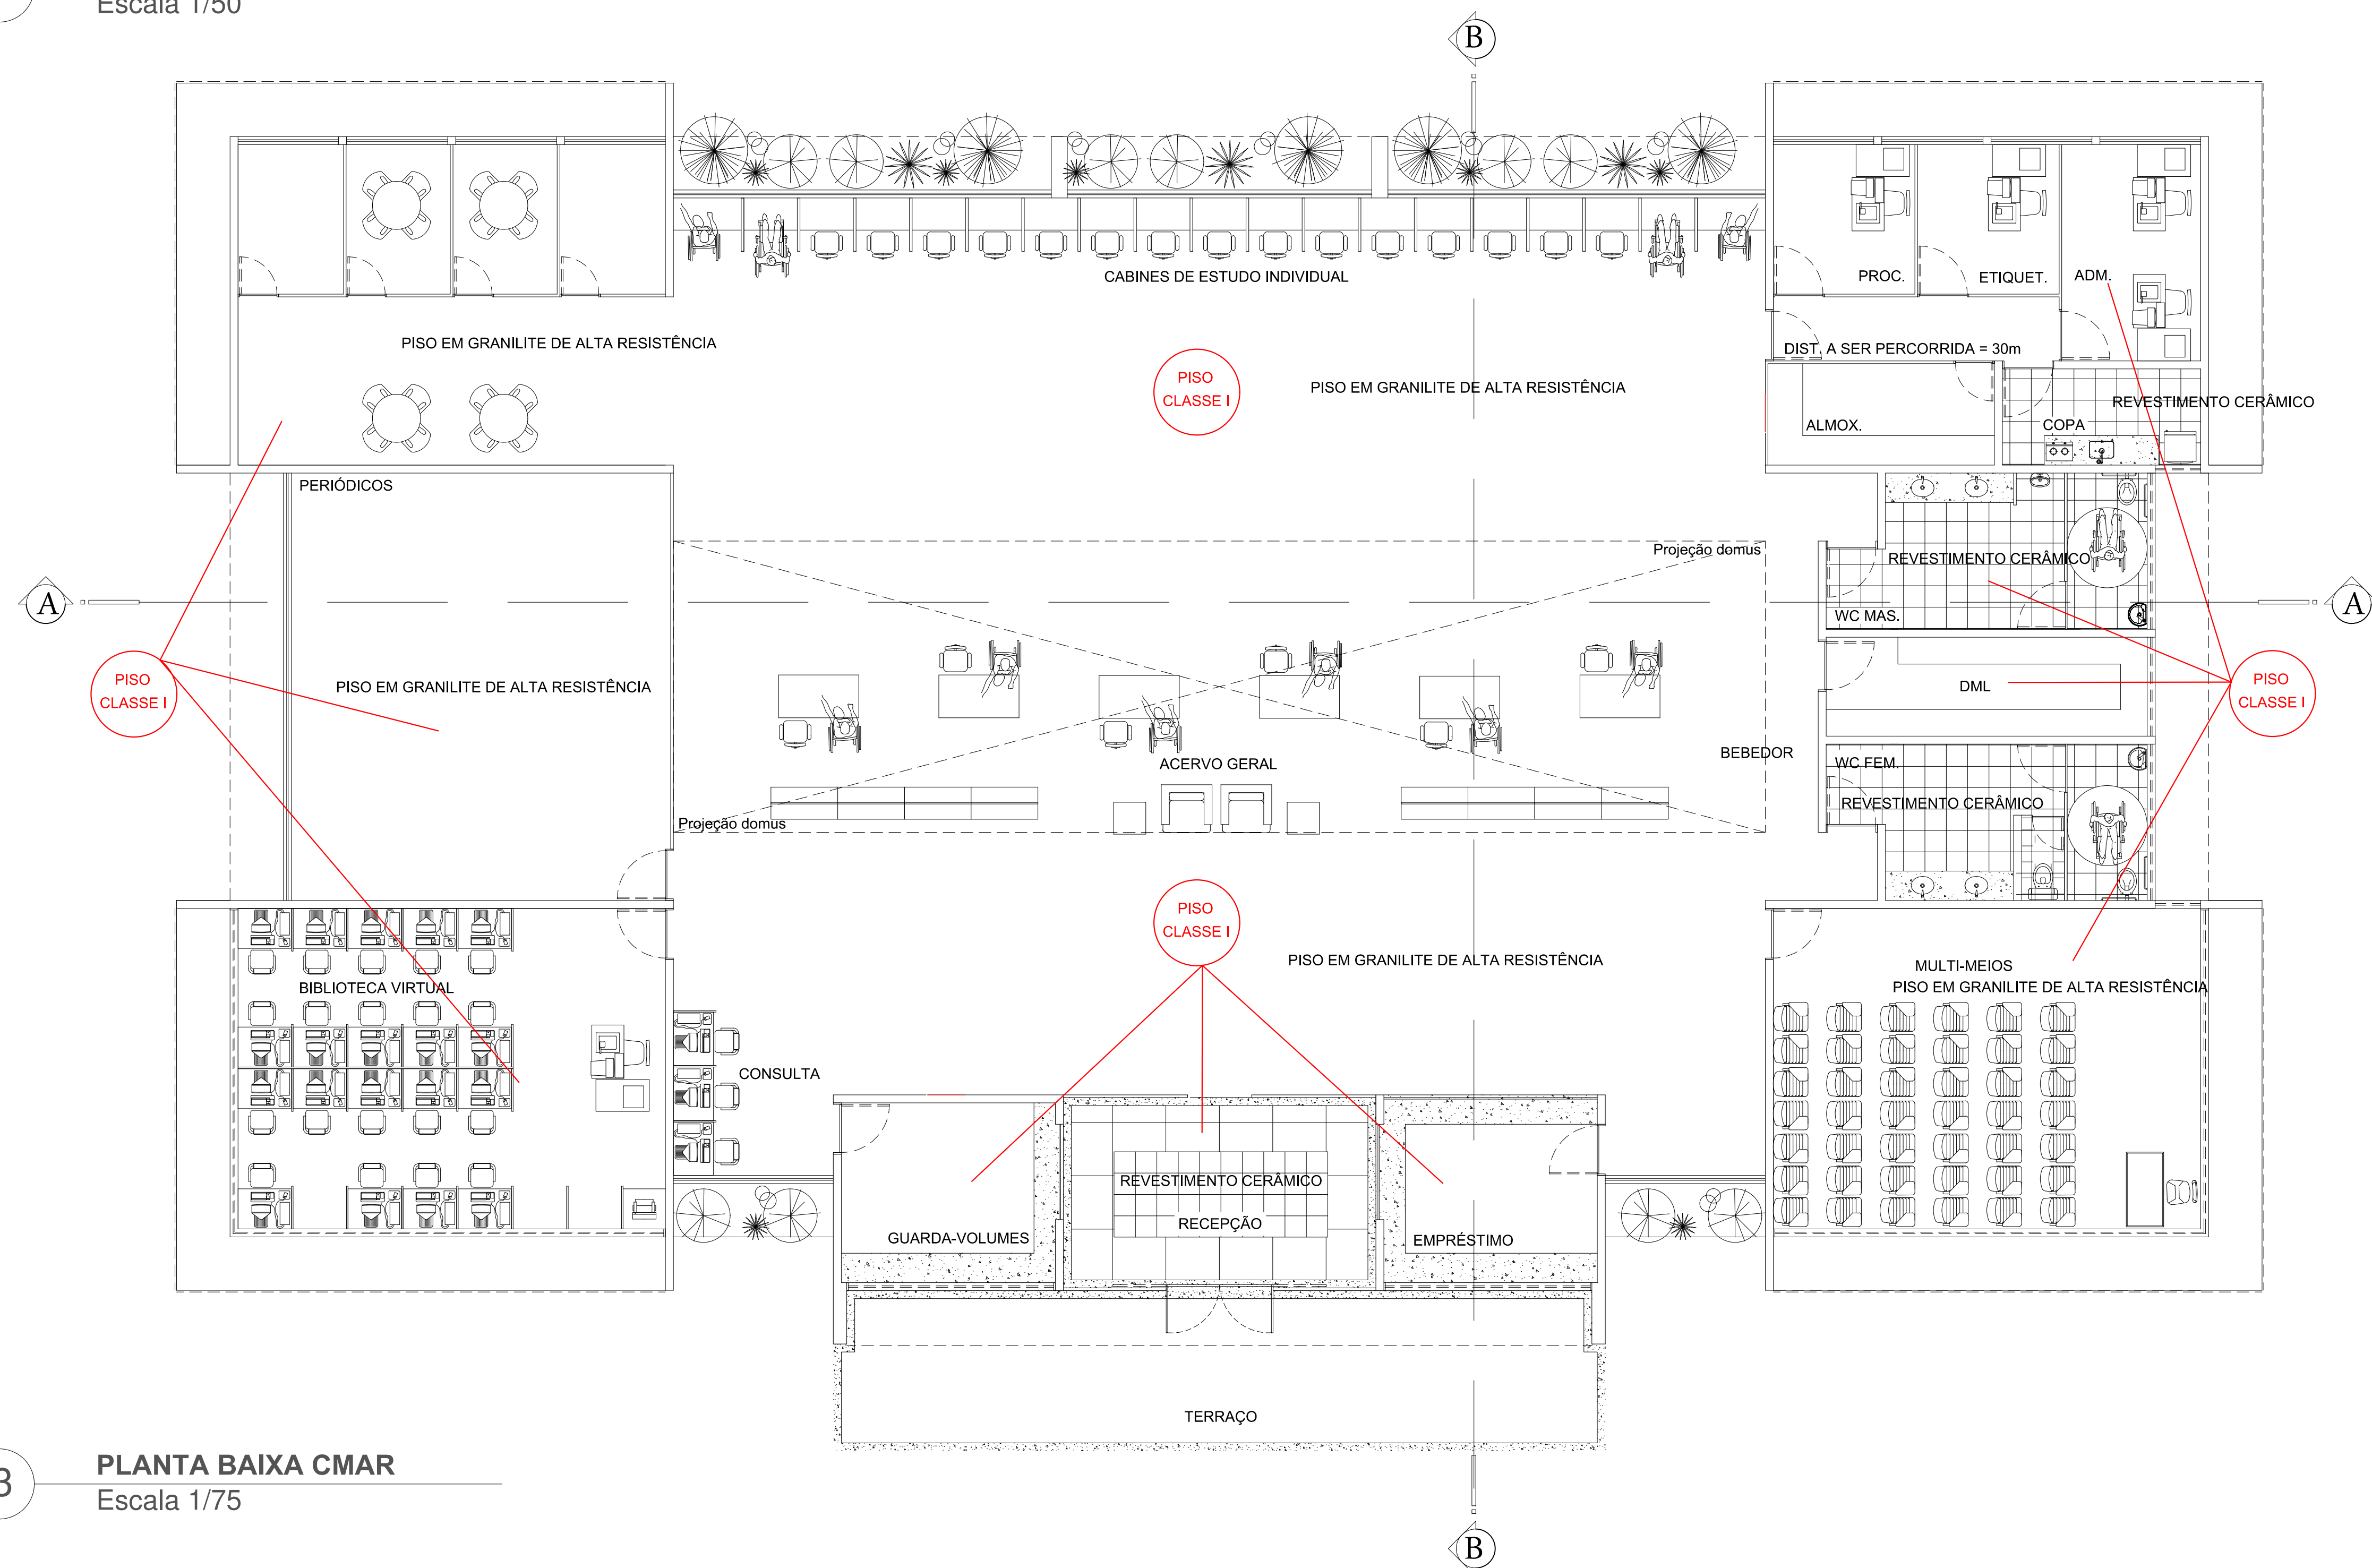 Escala 1/50
B
PROC.
ETIQUET.
ADM.
CABINES DE ESTUDO INDIVIDUAL
PISO EM GRANILITE DE ALTA RESISTÊNCIA
DIST. A SER PERCORRIDA = 30m
PISO
CLASSE I
PISO EM GRANILITE DE ALTA RESISTÊNCIA
REVESTIMENTO CERÂMICO
ALMOX.
COPA
PERIÓDICOS
Projeção domus
REVESTIMENTO CERÂMICO
A
A
WC MAS.
PISO
CLASSE I
PISO EM GRANILITE DE ALTA RESISTÊNCIA
DML
PISO
CLASSE I
BEBEDOR
ACERVO GERAL
WC FEM.
REVESTIMENTO CERÂMICO
Projeção domus
PISO
CLASSE I
PISO EM GRANILITE DE ALTA RESISTÊNCIA
MULTI-MEIOS
PISO EM GRANILITE DE ALTA RESISTÊNCIA
BIBLIOTECA VIRTUAL
CONSULTA
REVESTIMENTO CERÂMICO
RECEPÇÃO
GUARDA-VOLUMES
EMPRÉSTIMO
TERRAÇO
3
PLANTA BAIXA CMAR
Escala 1/75
B